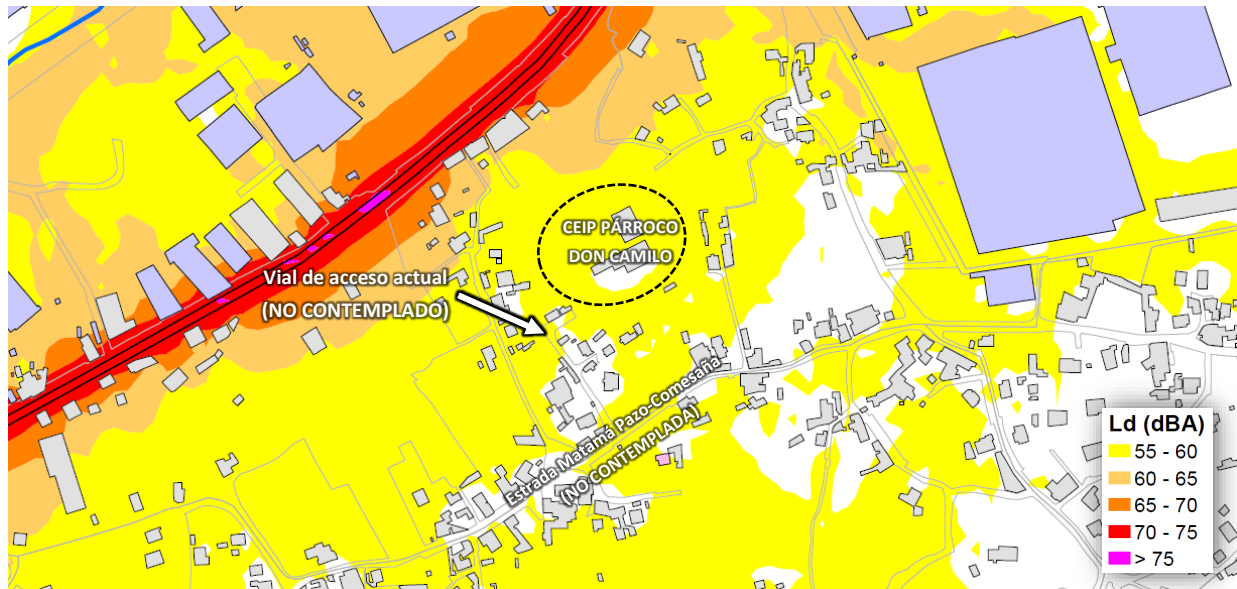 CEIP PÁRROCO
DON CAMILO
Vial de acceso actual
(NO CONTEMPLADO)
Estrada Matamá Pazo-Comesaña
(NO CONTEMPLADA)
Ld (dBA)
55 - 60
60 - 65
65 - 70
70 - 75
> 75